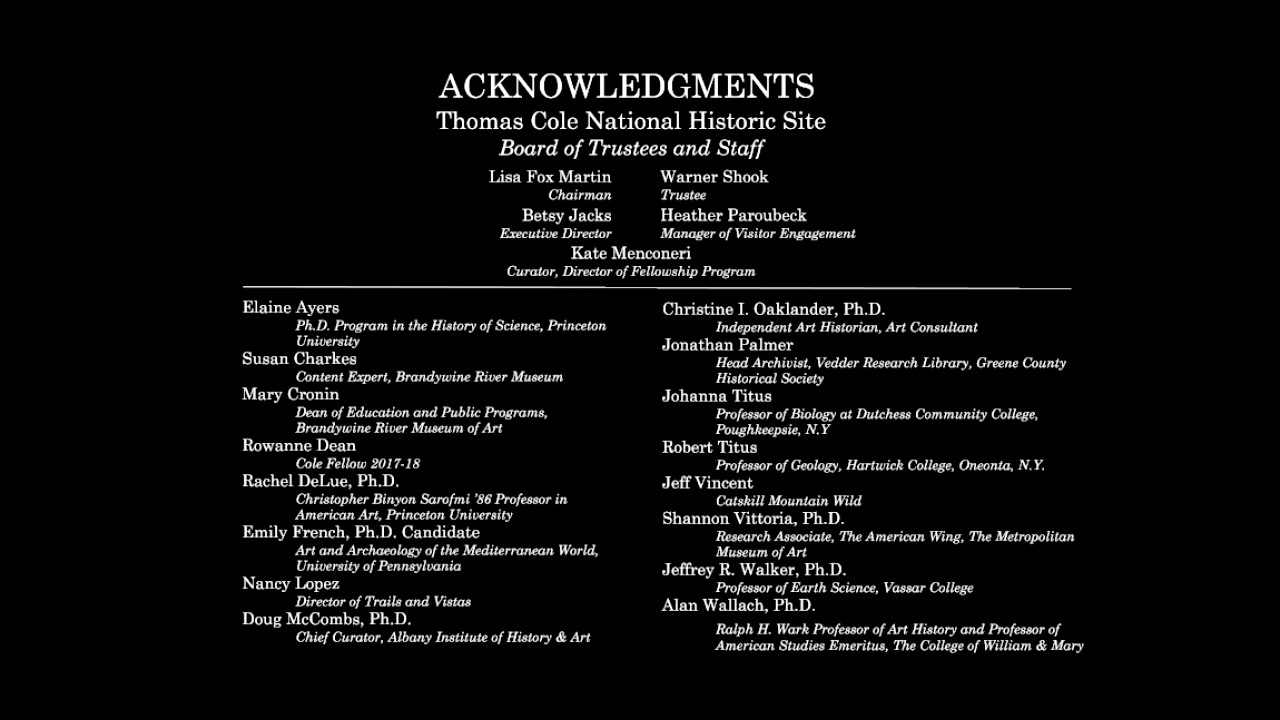 ACKNOWLEDGMENTS
Thomas Cole National Historic Site
Board of Trustees and Staff
Lisa Fox Martin
Chairman
Warner Shook
Trustee
Betsy Jacks
Executive Director
Heather Paroubeck
Manager of Visitor Engagement
Kate Menconeri
Curator, Director of Fellowship Program
Elaine Ayers
Ph.D. Program in the History of Science, Princeton
University
Susan Charkes
Content Expert, Brandywine River Museum
Mary Cronin
Dean of Education and Public Programs,
Brandywine River Museum of Art
Rowanne Dean
Cole Fellow 2017-18
Rachel DeLue, Ph.D.
Christopher Binyon Sarofmi '86 Professor in
American Art, Princeton University
Emily French, Ph.D. Candidate
Art and Archaeology of the Mediterranean World,
University of Pennsylvania
Nancy Lopez
Director of Trails and Vistas
Doug McCombs, Ph.D.
Chief Curator, Albany Institute of History & Art
Christine I. Oaklander, Ph.D.
Independent Art Historian, Art Consultant
Jonathan Palmer
Head Archivist, Vedder Research Library, Greene County
Historical Society
Johanna Titus
Professor of Biology at Dutchess Community College,
Poughkeepsie, N.Y
Robert Titus
Professor of Geology, Hartwick College, Oneonta, N.Y.
Jeff Vincent
Catskill Mountain Wild
Shannon Vittoria, Ph.D.
Research Associate, The American Wing, The Metropolitan
Museum of Art
Jeffrey R. Walker, Ph.D.
Professor of Earth Science, Vassar College
Alan Wallach, Ph.D.
Ralph H. Wark Professor of Art History and Professor of
American Studies Emeritus, The College of William & Mary